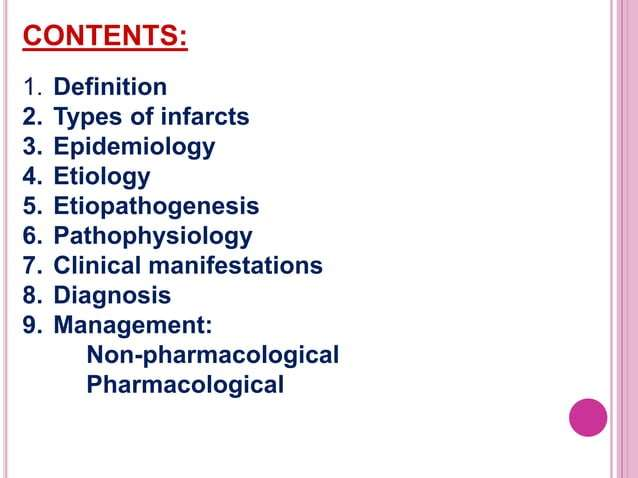 CONTENTS:
1. Definition
2. Types of infarcts
3. Epidemiology
4. Etiology
5. Etiopathogenesis
6. Pathophysiology
7. Clinical manifestations
8. Diagnosis
9. Management:
Non-pharmacological
Pharmacological